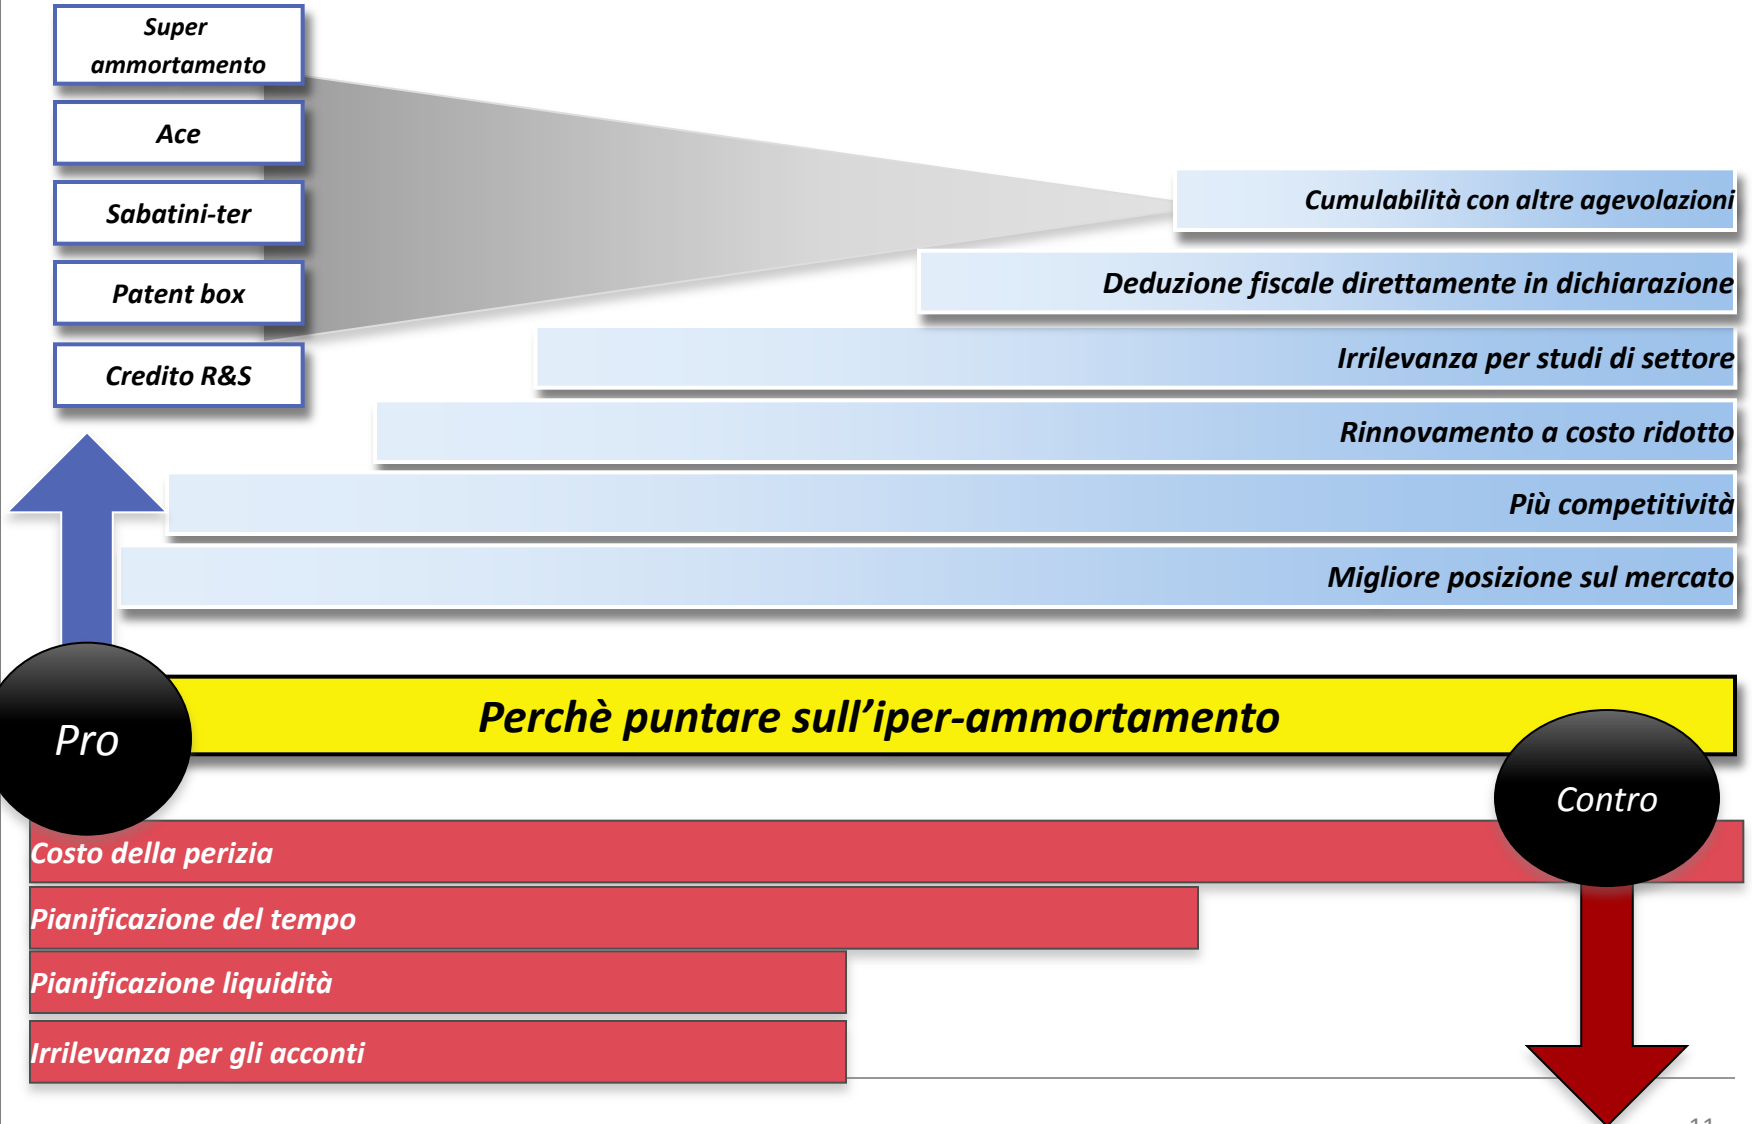 Super
ammortamento
Ace
Sabatini-ter
Patent box
Credito R&S
Cumulabilità con altre agevolazioni
Deduzione fiscale direttamente in dichiarazione
Irrilevanza per studi di settore
Rinnovamento a costo ridotto
Più competitività
Migliore posizione sul mercato
Pro
Perchè puntare sull’iper-ammortamento
Contro
Costo della perizia
Pianificazione del tempo
Pianificazione liquidità
Irrilevanza per gli acconti
11